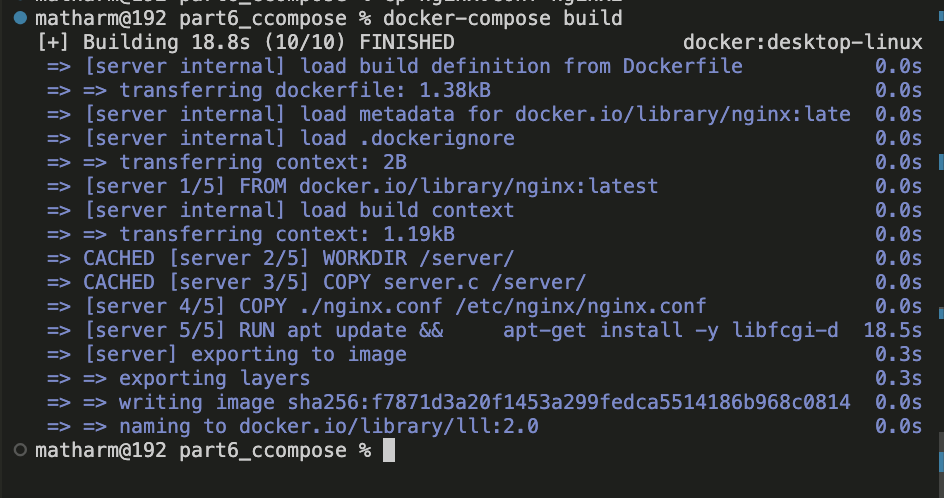 matharm@192 part6_ccompose % docker-compose build
[+] Building 18.8s (10/10) FINISHED docker:desktop-linux
=> [server internal] load build definition from Dockerfile 0.0s
=> => transferring dockerfile: 1.38kB 0.0s
=> [server internal] load metadata for docker.io/library/nginx:late 0.0s
=> [server internal] load .dockerignore 0.0s
=> => transferring context: 2B 0.0s
=> [server 1/5] FROM docker.io/library/nginx:latest 0.0s
=> [server internal] load build context 0.0s
=> => transferring context: 1.19kB 0.0s
=> CACHED [server 2/5] WORKDIR /server/ 0.0s
=> CACHED [server 3/5] COPY server.c /server/ 0.0s
=> [server 4/5] COPY ./nginx.conf /etc/nginx/nginx.conf 0.0s
=> [server 5/5] RUN apt update &&     apt-get install -y libfcgi-d 18.5s
=> [server] exporting to image 0.3s
=> => exporting layers 0.3s
=> => writing image sha256:f7871d3a20f1453a299fedca5514186b968c0814 0.0s
=> => naming to docker.io/library/lll:2.0 0.0s
matharm@192 part6_ccompose %